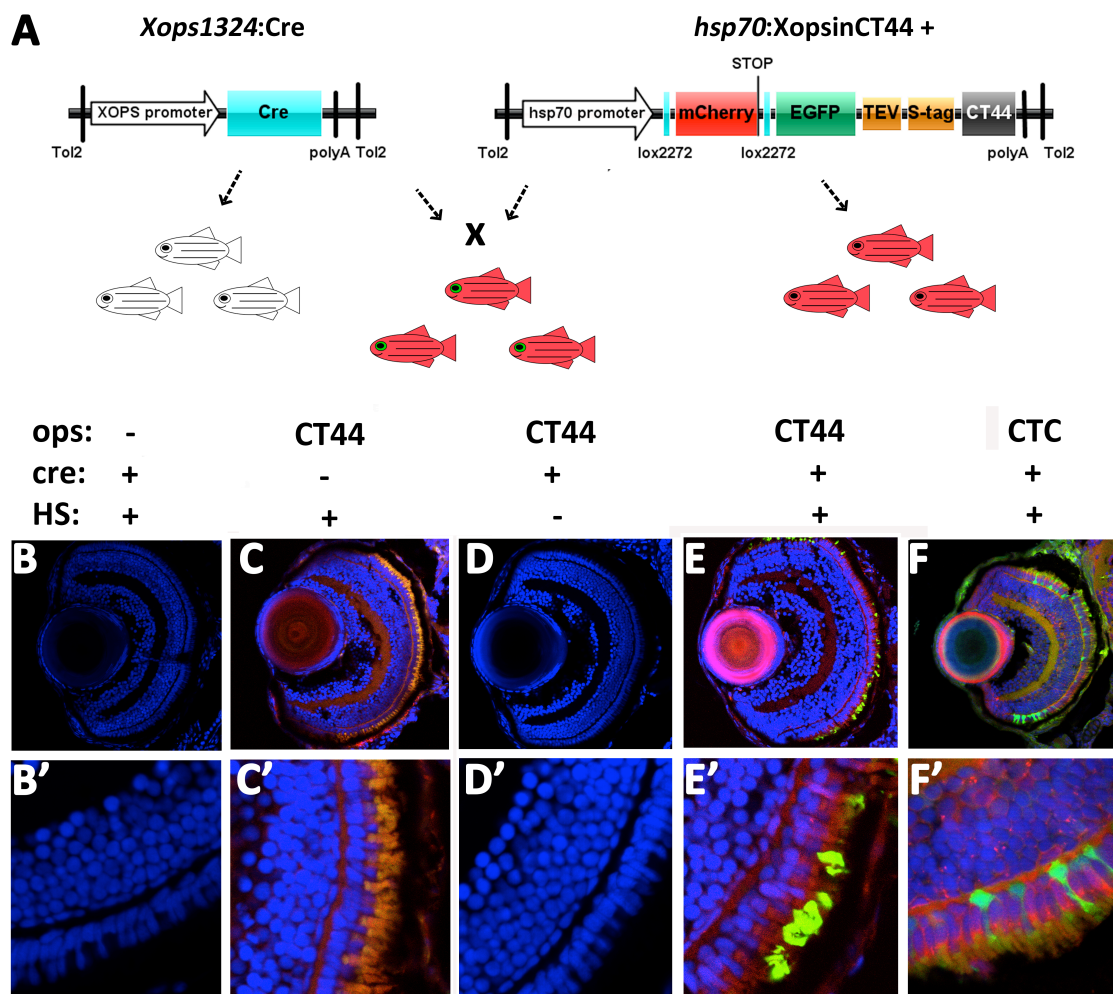 A
Xops1324:Cre
hsp70:XopsinCT44 +
STOP
XOPS promoter
Cre
hsp70 promoter
mCherry
EGFP
TEV
S-tag
CT44
Tol2
polyA
Tol2
Tol2
lox2272
lox2272
polyA
Tol2
X
ops: - CT44 CT44 CT44 CTC
cre: + - + + +
HS: + + - + +
B
C
D
E
F
B'
C'
D'
E'
F'